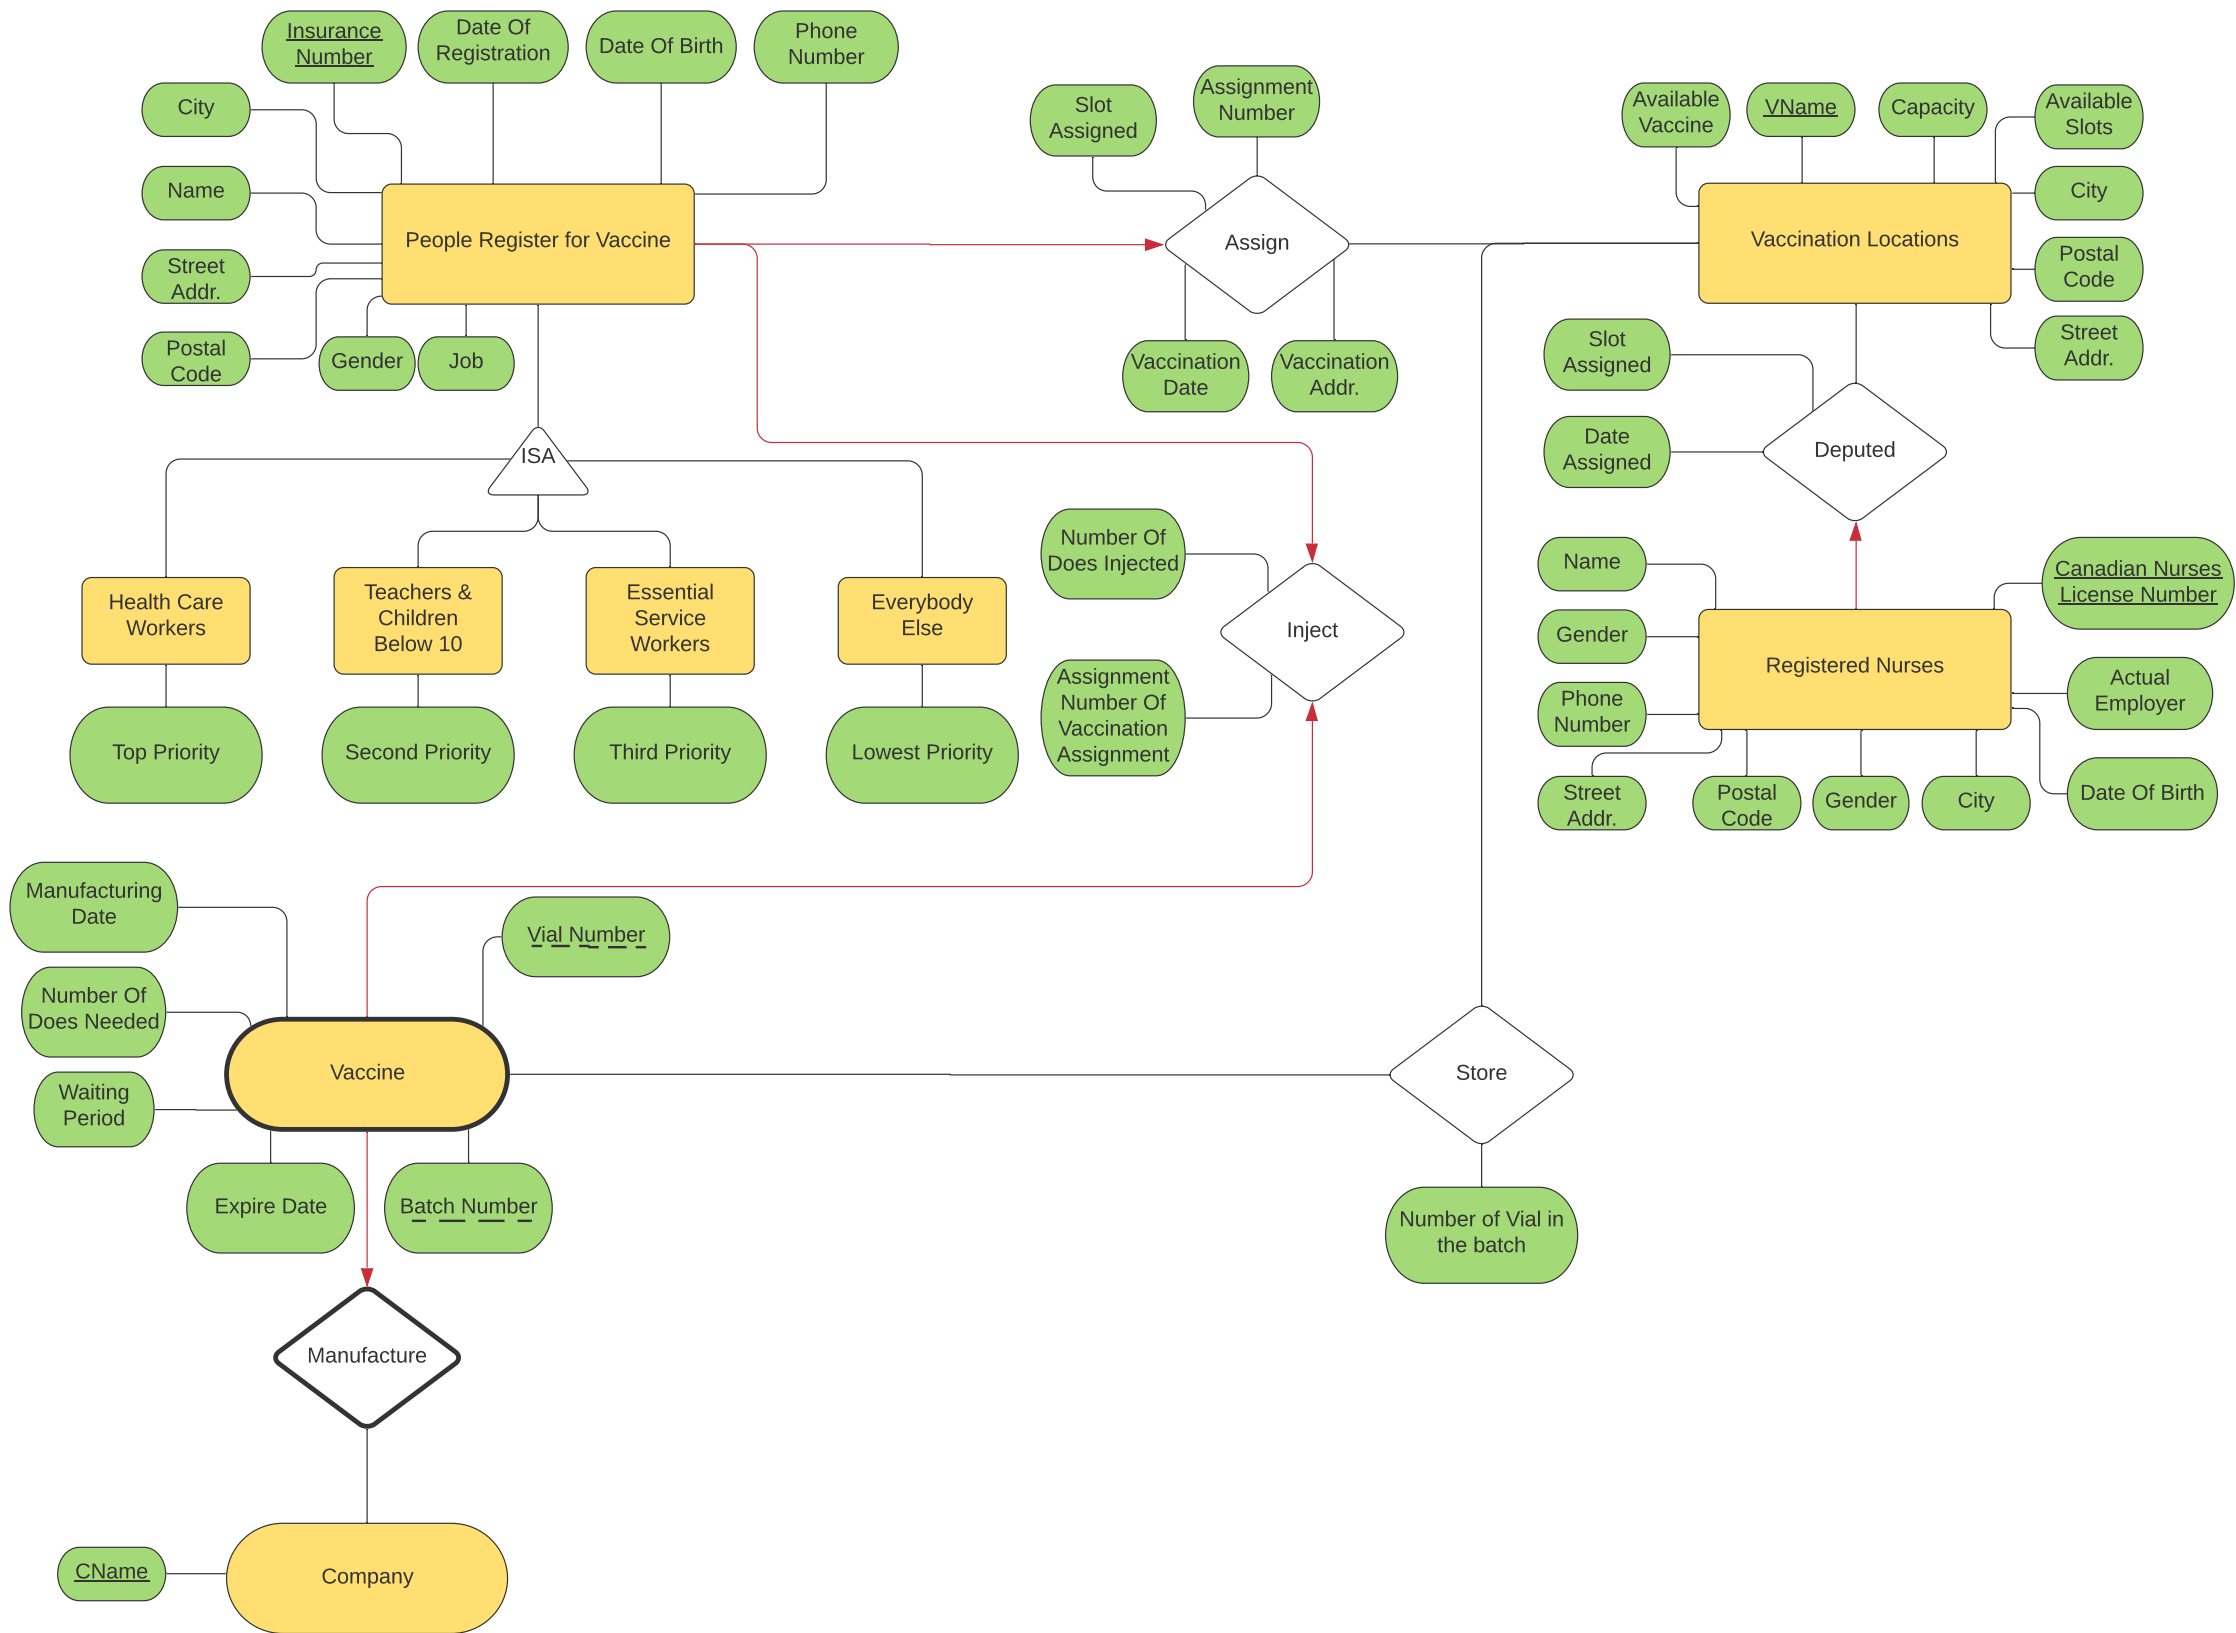 Insurance
Number
Date Of
Registration
Date Of Birth
Phone
Number
City
Name
Street
Addr.
Postal
Code
Gender
Job
People Register for Vaccine
Slot
Assigned
Assignment
Number
Assign
Vaccination
Date
Vaccination
Addr.
Available
Vaccine
VName
Capacity
Available
Slots
City
Postal
Code
Street
Addr.
Vaccination Locations
Slot
Assigned
Date
Assigned
Deputed
ISA
Health Care
Workers
Teachers &
Children
Below 10
Essential
Service
Workers
Everybody
Else
Top Priority
Second Priority
Third Priority
Lowest Priority
Number Of
Does Injected
Inject
Assignment
Number Of
Vaccination
Assignment
Name
Gender
Phone
Number
Street
Addr.
Postal
Code
Gender
City
Canadian Nurses
License Number
Registered Nurses
Actual
Employer
Date Of Birth
Manufacturing
Date
Number Of
Does Needed
Waiting
Period
Vial Number
Vaccine
Expire Date
Batch Number
Store
Number of Vial in
the batch
Manufacture
CName
Company